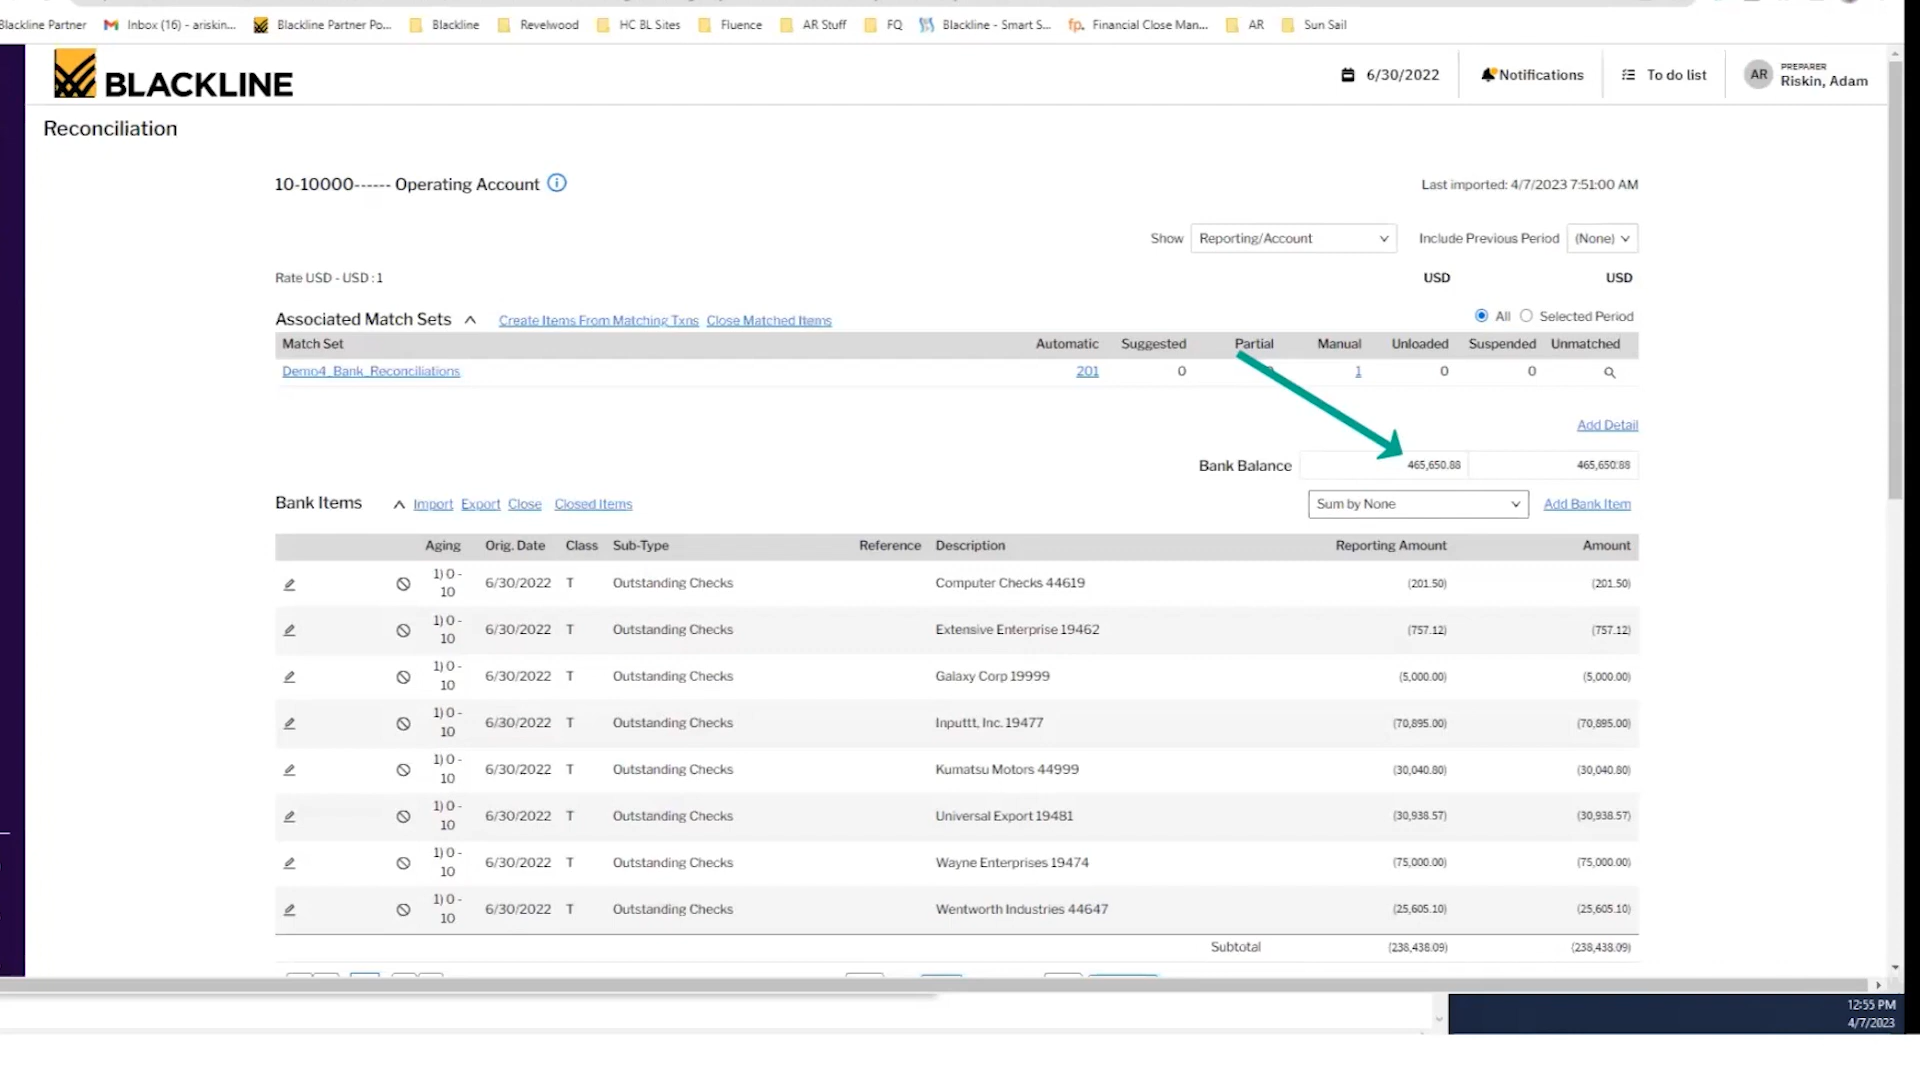 Blackline Partner
Inbox (16) - ariskin...
Blackline Partner Po...
Blackline
Revelwood
HC BL Sites
Fluence
AR Stuff
FQ
Blackline - Smart S...
fp.
Financial Close Man...
AR
Sun Sail
BLACKLINE
6/30/2022
Notifications
To do list
AR
PREPARER
Riskin, Adam
Reconciliation
10-10000------ Operating Account
Last imported: 4/7/2023 7:51:00 AM
Show Reporting/Account Include Previous Period (None)
Rate USD - USD : 1 USD USD
Associated Match Sets Create Items From Matching Txns Close Matched Items All Selected Period
Match Set Automatic Suggested Partial Manual Unloaded Suspended Unmatched
Demo4_Bank_Reconciliations 201 0 1 0 0
Add Detail
Bank Balance 465,650.88 465,650.88
Bank Items Import Export Close Closed Items Sum by None Add Bank Item
Aging Orig. Date Class Sub-Type Reference Description Reporting Amount Amount
1) 0 -
10
6/30/2022 T Outstanding Checks Computer Checks 44619 (201.50) (201.50)
1) 0 -
10
6/30/2022 T Outstanding Checks Extensive Enterprise 19462 (757.12) (757.12)
1) 0 -
10
6/30/2022 T Outstanding Checks Galaxy Corp 19999 (5,000.00) (5,000.00)
1) 0 -
10
6/30/2022 T Outstanding Checks Inputtt, Inc. 19477 (70,895.00) (70,895.00)
1) 0 -
10
6/30/2022 T Outstanding Checks Kumatsu Motors 44999 (30,040.80) (30,040.80)
1) 0 -
10
6/30/2022 T Outstanding Checks Universal Export 19481 (30,938.57) (30,938.57)
1) 0 -
10
6/30/2022 T Outstanding Checks Wayne Enterprises 19474 (75,000.00) (75,000.00)
1) 0 -
10
6/30/2022 T Outstanding Checks Wentworth Industries 44647 (25,605.10) (25,605.10)
Subtotal (238,438.09) (238,438.09)
12:55 PM
4/7/2023